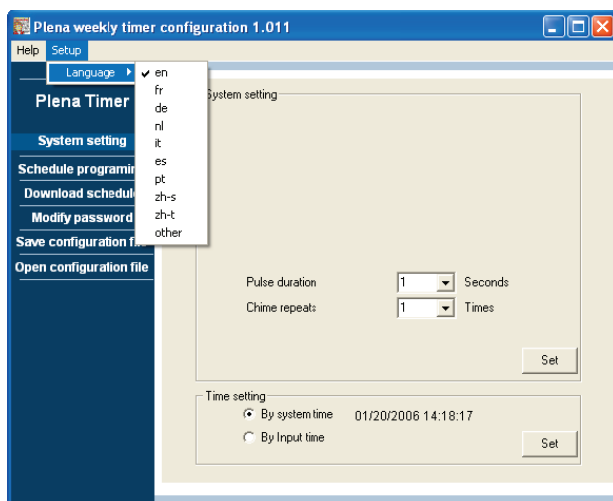 Plena weekly timer configuration 1.011
Help Setup
Language
en
fr
de
nl
it
es
pt
zh-s
zh-t
other
Plena Timer
System setting
Schedule programin
Download schedul
Modify password
Save configuration f
Open configuration file
System setting
Pulse duration 1 Seconds
Chime repeats 1 Times
Set
Time setting
By system time 01/20/2006 14:18:17
By Input time
Set